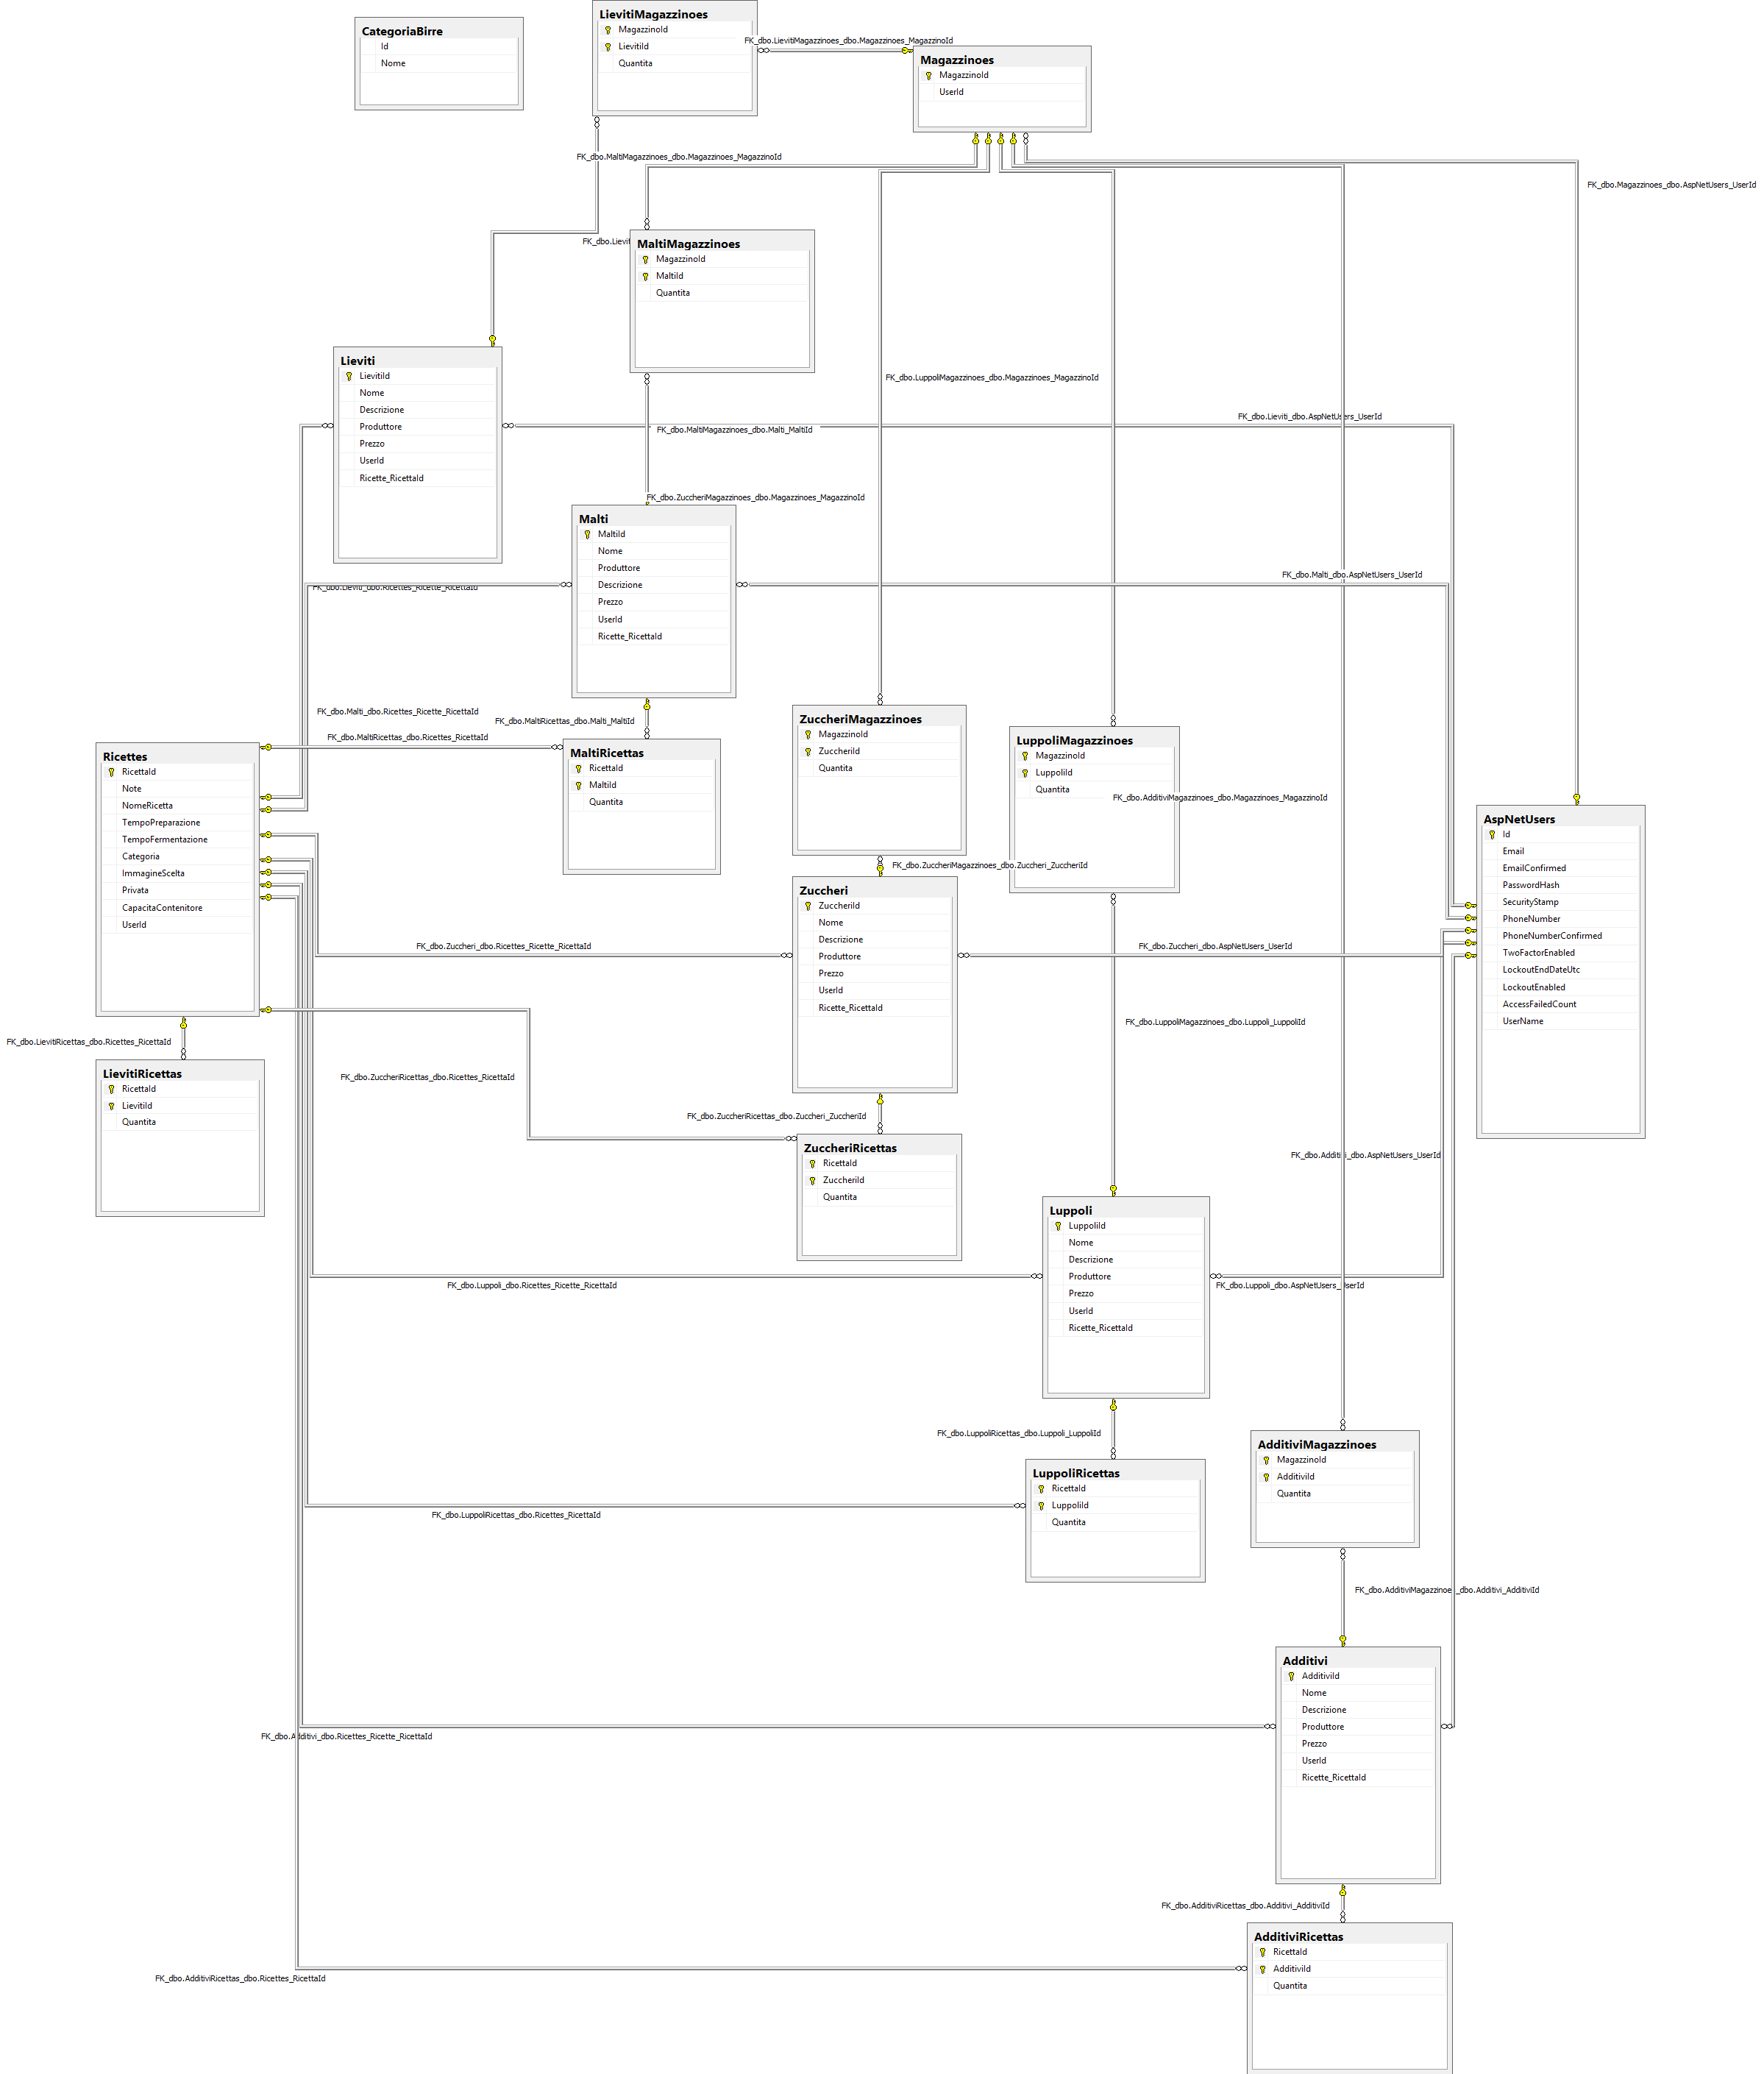 CategoriaBirre
Id
Nome
LievitiMagazzinoes
MagazzinoId
LievitiId
Quantita
FK_dbo.LievitiMagazzinoes_dbo.Magazzinoes_MagazzinoId
Magazzinoes
MagazzinoId
UserId
FK_dbo.MaltiMagazzinoes_dbo.Magazzinoes_MagazzinoId
FK_dbo.Magazzinoes_dbo.AspNetUsers_UserId
FK_dbo.Lieviti
MaltiMagazzinoes
MagazzinoId
MaltiId
Quantita
Lieviti
LievitiId
Nome
Descrizione
Produttore
Prezzo
UserId
Ricette_RicettaId
FK_dbo.LuppoliMagazzinoes_dbo.Magazzinoes_MagazzinoId
FK_dbo.Lieviti_dbo.AspNetUsers_UserId
FK_dbo.MaltiMagazzinoes_dbo.Malti_MaltiId
FK_dbo.ZuccheriMagazzinoes_dbo.Magazzinoes_MagazzinoId
Malti
MaltiId
Nome
Produttore
Descrizione
Prezzo
UserId
Ricette_RicettaId
FK_dbo.Malti_dbo.AspNetUsers_UserId
FK_dbo.Lieviti_dbo.Ricettes_Ricette_RicettaId
FK_dbo.Malti_dbo.Ricettes_Ricette_RicettaId
FK_dbo.MaltiRicettas_dbo.Malti_MaltiId
FK_dbo.MaltiRicettas_dbo.Ricettes_RicettaId
Ricettes
RicettaId
Note
NomeRicetta
TempoPreparazione
TempoFermentazione
Categoria
ImmagineScelta
Privata
CapacitaContenitore
UserId
MaltiRicettas
RicettaId
MaltiId
Quantita
ZuccheriMagazzinoes
MagazzinoId
ZuccheriId
Quantita
LuppoliMagazzinoes
MagazzinoId
LuppoliId
Quantita
FK_dbo.AdditiviMagazzinoes_dbo.Magazzinoes_MagazzinoId
AspNetUsers
Id
Email
EmailConfirmed
PasswordHash
SecurityStamp
PhoneNumber
PhoneNumberConfirmed
TwoFactorEnabled
LockoutEndDateUtc
LockoutEnabled
AccessFailedCount
UserName
FK_dbo.ZuccheriMagazzinoes_dbo.Zuccheri_ZuccheriId
Zuccheri
ZuccheriId
Nome
Descrizione
Produttore
Prezzo
UserId
Ricette_RicettaId
FK_dbo.Zuccheri_dbo.Ricettes_Ricette_RicettaId
FK_dbo.Zuccheri_dbo.AspNetUsers_UserId
FK_dbo.LuppoliMagazzinoes_dbo.Luppoli_LuppoliId
FK_dbo.LievitiRicettas_dbo.Ricettes_RicettaId
LievitiRicettas
RicettaId
LievitiId
Quantita
FK_dbo.ZuccheriRicettas_dbo.Ricettes_RicettaId
FK_dbo.ZuccheriRicettas_dbo.Zuccheri_ZuccheriId
ZuccheriRicettas
RicettaId
ZuccheriId
Quantita
FK_dbo.Additivi_dbo.AspNetUsers_UserId
Luppoli
LuppoliId
Nome
Descrizione
Produttore
Prezzo
UserId
Ricette_RicettaId
FK_dbo.Luppoli_dbo.Ricettes_Ricette_RicettaId
FK_dbo.Luppoli_dbo.AspNetUsers_UserId
FK_dbo.LuppoliRicettas_dbo.Luppoli_LuppoliId
LuppoliRicettas
RicettaId
LuppoliId
Quantita
FK_dbo.LuppoliRicettas_dbo.Ricettes_RicettaId
AdditiviMagazzinoes
MagazzinoId
AdditiviId
Quantita
FK_dbo.AdditiviMagazzinoes_dbo.Additivi_AdditiviId
Additivi
AdditiviId
Nome
Descrizione
Produttore
Prezzo
UserId
Ricette_RicettaId
FK_dbo.Additivi_dbo.Ricettes_Ricette_RicettaId
FK_dbo.AdditiviRicettas_dbo.Additivi_AdditiviId
AdditiviRicettas
RicettaId
AdditiviId
Quantita
FK_dbo.AdditiviRicettas_dbo.Ricettes_RicettaId